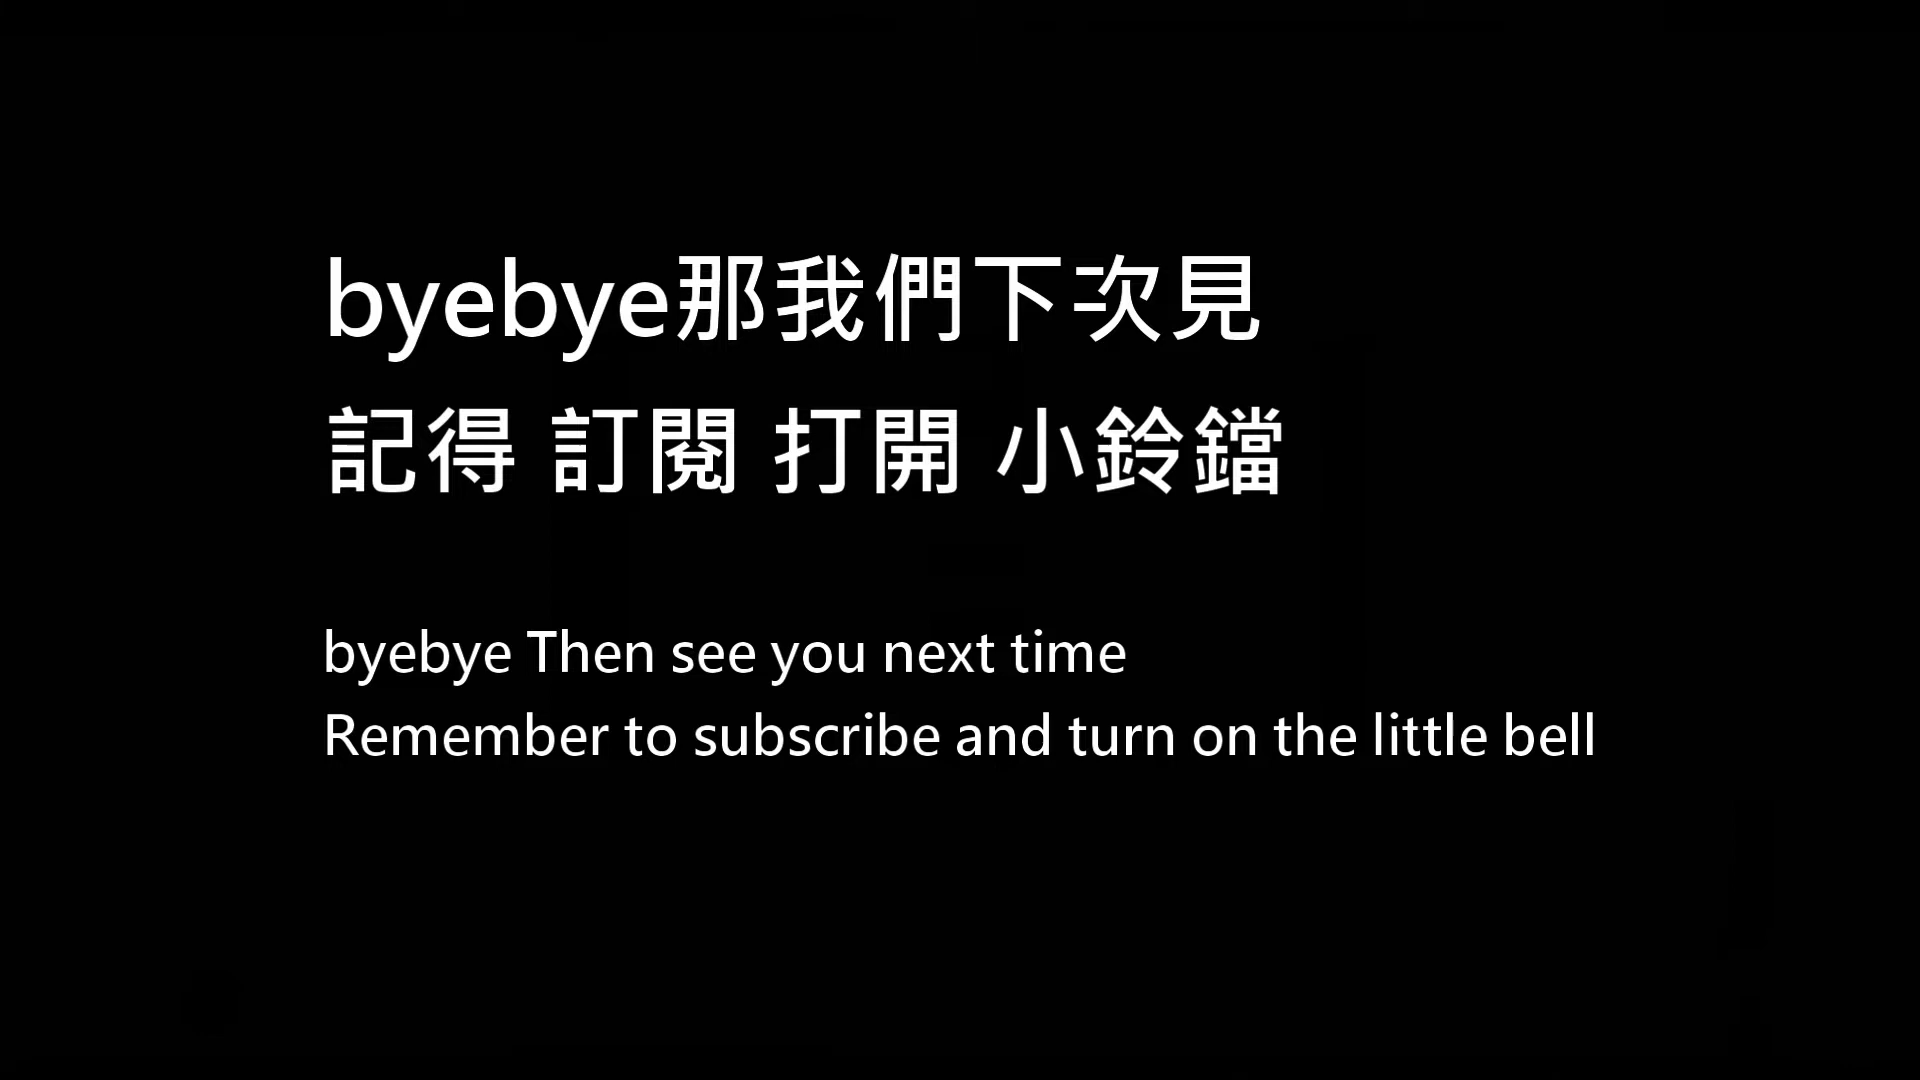 byebye那我們下次見
記得 訂閱 打開 小鈴鐺
byebye Then see you next time
Remember to subscribe and turn on the little bell